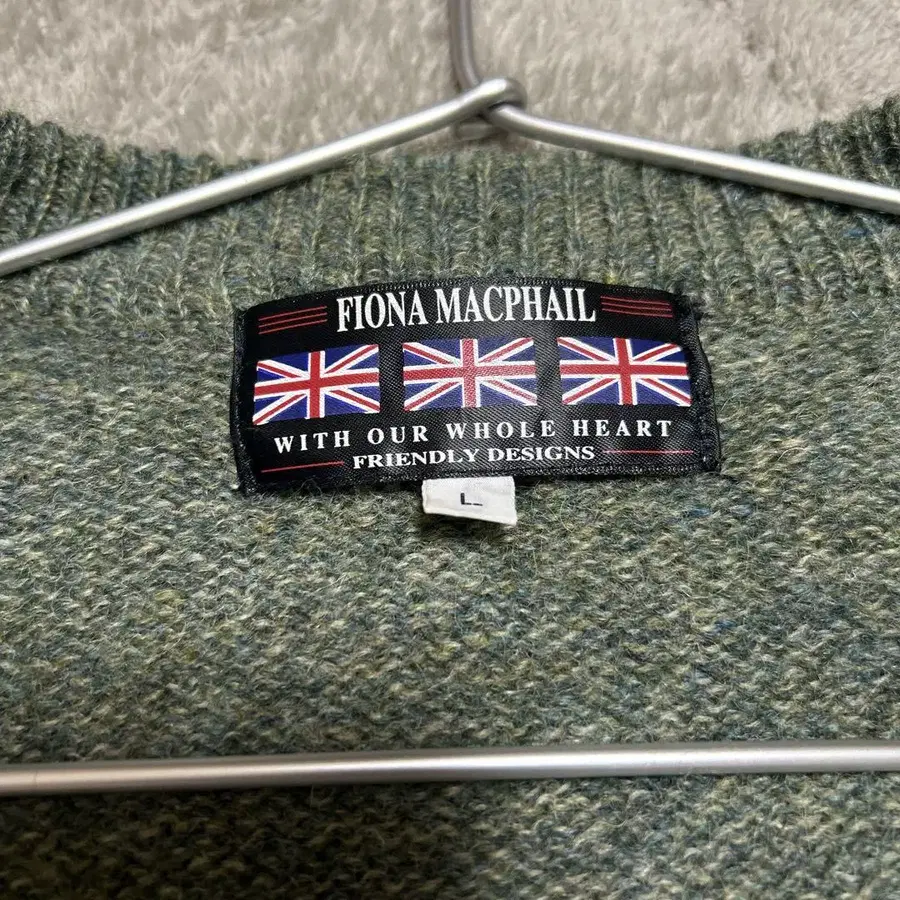 FIONA MACPHAIL
WITH OUR WHOLE HEART
FRIENDLY DESIGNS
L